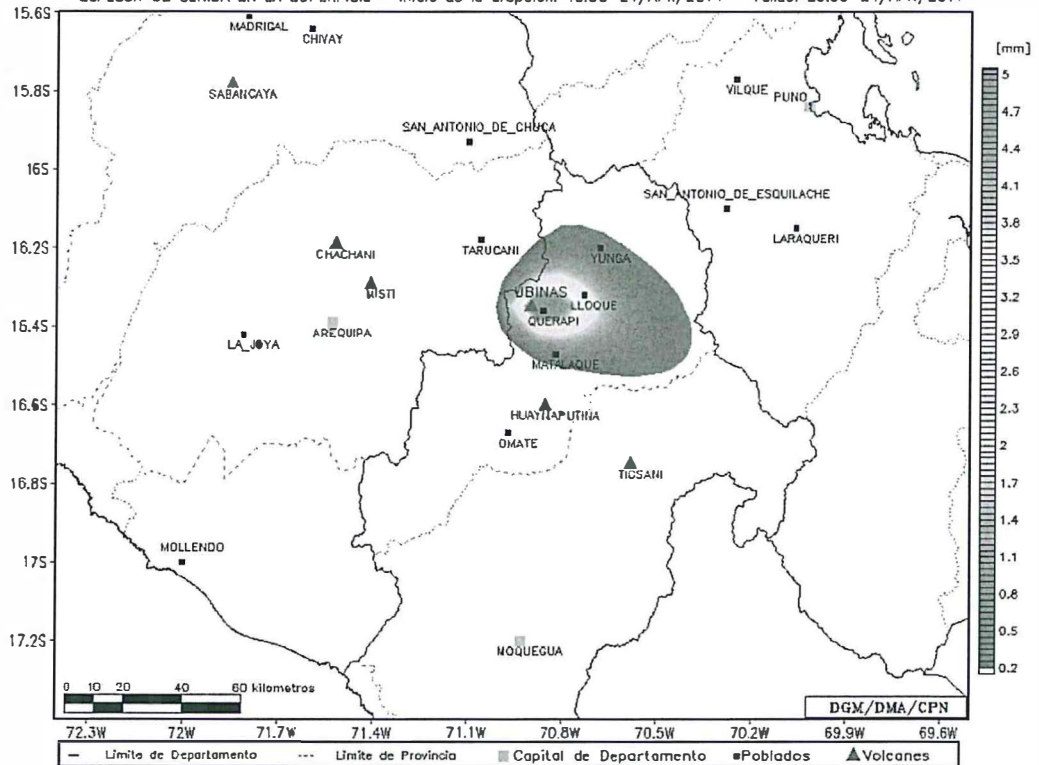 15.6S
MADRIGAL
CHIVAY
[mm]
15.8S
SABANCAYA
VILQUE
PUNO
SAN_ANTONIO_DE_CHUCA
16S
SAN_ANTONIO_DE_ESQUILACHE
LARAQUERI
16.2S
CHACHANI
TARUCANI
YUNGA
MISTI
UBINAS
LLOQUE
QUERAPI
16.4S
AREQUIPA
LA_JOYA
MATALAQUE
16.6S
HUAYNAPUTINA
OMATE
16.8S
TICSANI
MOLLENDO
17S
17.2S
MOQUEGUA
0 10 20 40 60 kilometros
DGM/DMA/CPN
72.3W 72W 71.7W 71.4W 71.1W 70.8W 70.5W 70.2W 69.9W 69.6W
Límite de Departamento Límite de Provincia Capital de Departamento Poblados Volcanes
5
4.7
4.4
4.1
3.8
3.5
3.2
2.9
2.6
2.3
2
1.7
1.4
1.1
0.8
0.5
0.2